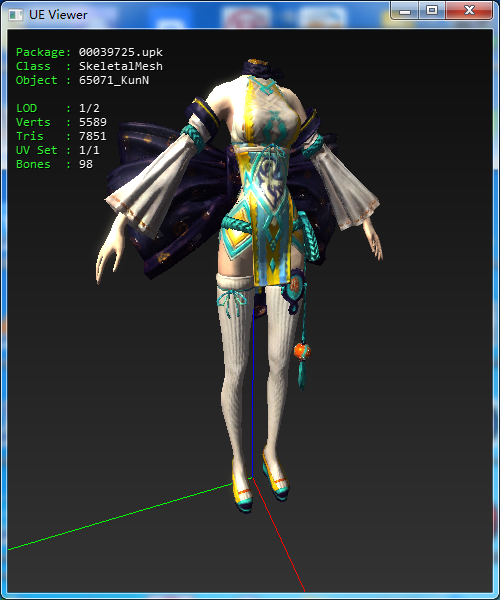 UE Viewer
Package: 00039725.upk
Class : SkeletalMesh
Object : 65071_KunN
LOD : 1/2
Verts : 5589
Tris : 7851
UV Set : 1/1
Bones : 98